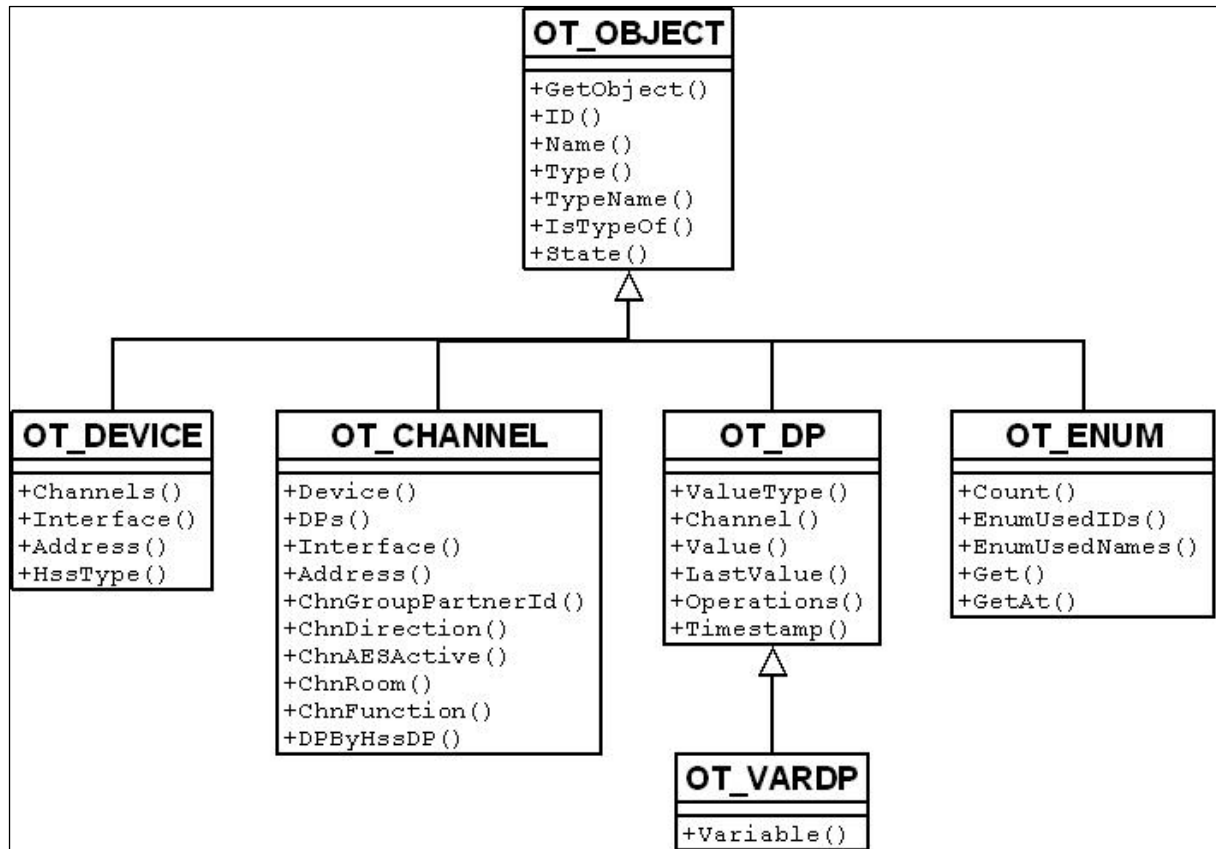 OT_OBJECT
+GetObject()
+ID()
+Name()
+Type()
+TypeName()
+IsTypeOf()
+State()
OT_DEVICE
+Channels()
+Interface()
+Address()
+HssType()
OT_CHANNEL
+Device()
+DPs()
+Interface()
+Address()
+ChnGroupPartnerId()
+ChnDirection()
+ChnAESActive()
+ChnRoom()
+ChnFunction()
+DPByHssDP()
OT_DP
+ValueType()
+Channel()
+Value()
+LastValue()
+Operations()
+Timestamp()
OT_ENUM
+Count()
+EnumUsedIDs()
+EnumUsedNames()
+Get()
+GetAt()
OT_VARDP
+Variable()